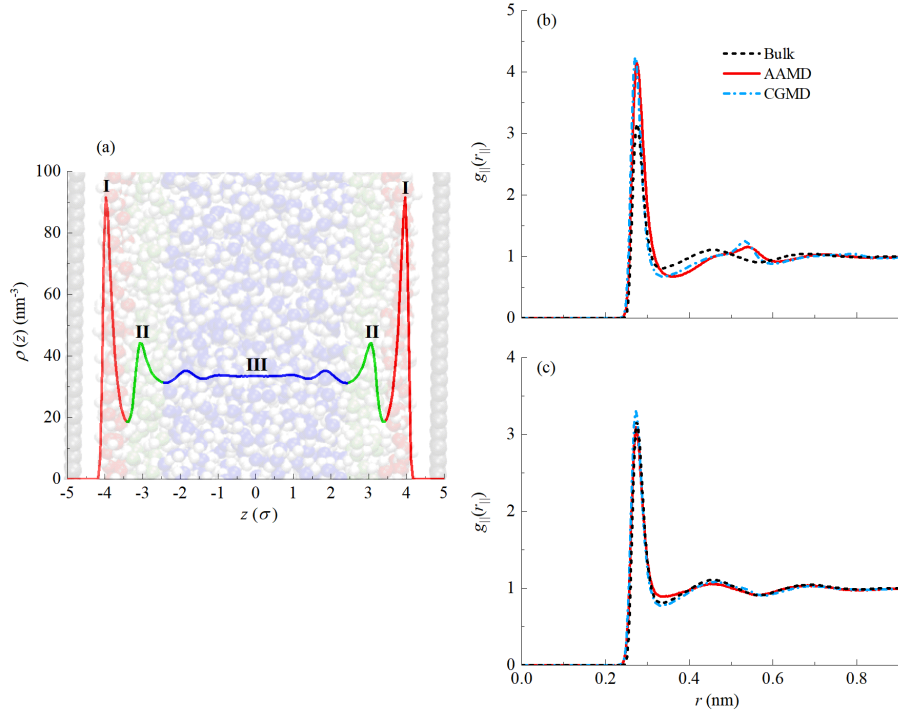 (a)
100
80
60
40
20
0
ρ (z) (nm⁻³)
I
II
III
II
I
-5 -4 -3 -2 -1 0 1 2 3 4 5
z (σ)
(b)
5
4
3
2
1
0
g||(r||)
Bulk
AAMD
CGMD
(c)
4
3
2
1
0
g||(r||)
0.0 0.2 0.4 0.6 0.8
r (nm)